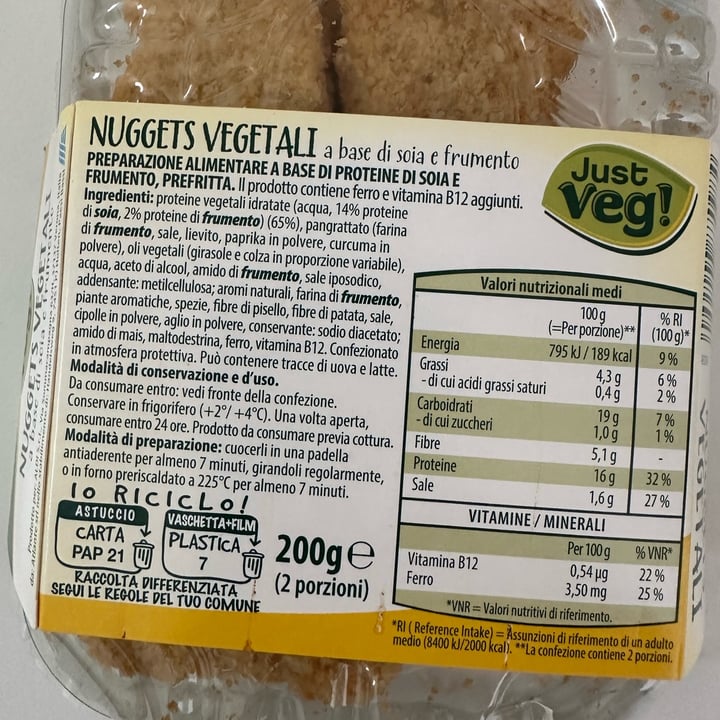 NUGGETS VEGETALI a base di soia e frumento
PREPARAZIONE ALIMENTARE A BASE DI PROTEINE DI SOIA E
FRUMENTO, PREFRITTA. Il prodotto contiene ferro e vitamina B12 aggiunti.
Ingredienti: proteine vegetali idratate (acqua, 14% proteine
di soia, 2% proteine di frumento) (65%), pangrattato (farina
di frumento, sale, lievito, paprika in polvere, curcuma in
polvere), oli vegetali (girasole e colza in proporzione variabile),
acqua, aceto di alcool, amido di frumento, sale iposodico,
addensante: metilcellulosa; aromi naturali, farina di frumento,
piante aromatiche, spezie, fibre di pisello, fibre di patata, sale,
cipolle in polvere, aglio in polvere, conservante: sodio diacetato;
amido di mais, maltodestrina, ferro, vitamina B12. Confezionato
in atmosfera protettiva. Può contenere tracce di uova e latte.
Modalità di conservazione e d'uso.
Da consumare entro: vedi fronte della confezione.
Conservare in frigorifero (+2°/ +4°C). Una volta aperta,
consumare entro 24 ore. Prodotto da consumare previa cottura.
Modalità di preparazione: cuocerli in una padella
antiaderente per almeno 7 minuti, girandoli regolarmente,
o in forno preriscaldato a 225°C per almeno 7 minuti.
Io RICICLO!
ASTUCCIO
CARTA
PAP 21
VASCHETTA+FILM
PLASTICA
7
RACCOLTA DIFFERENZIATA
SEGUI LE REGOLE DEL TUO COMUNE
200g e
(2 porzioni)
Just
veg!
Valori nutrizionali medi
100 g
(=Per porzione)**
% RI
(100 g)*
Energia 795 kJ / 189 kcal 9 %
Grassi 4,3 g 6 %
- di cui acidi grassi saturi 0,4 g 2 %
Carboidrati 19 g 7 %
- di cui zuccheri 1,0 g 1 %
Fibre 5,1 g -
Proteine 16 g 32 %
Sale 1,6 g 27 %
VITAMINE / MINERALI
Per 100 g % VNR*
Vitamina B12 0,54 µg 22 %
Ferro 3,50 mg 25 %
*VNR = Valori nutritivi di riferimento.
*RI ( Reference Intake) = Assunzioni di riferimento di un adulto
medio (8400 kJ/2000 kcal). **La confezione contiene 2 porzioni.
NUGGETS VEGETALI